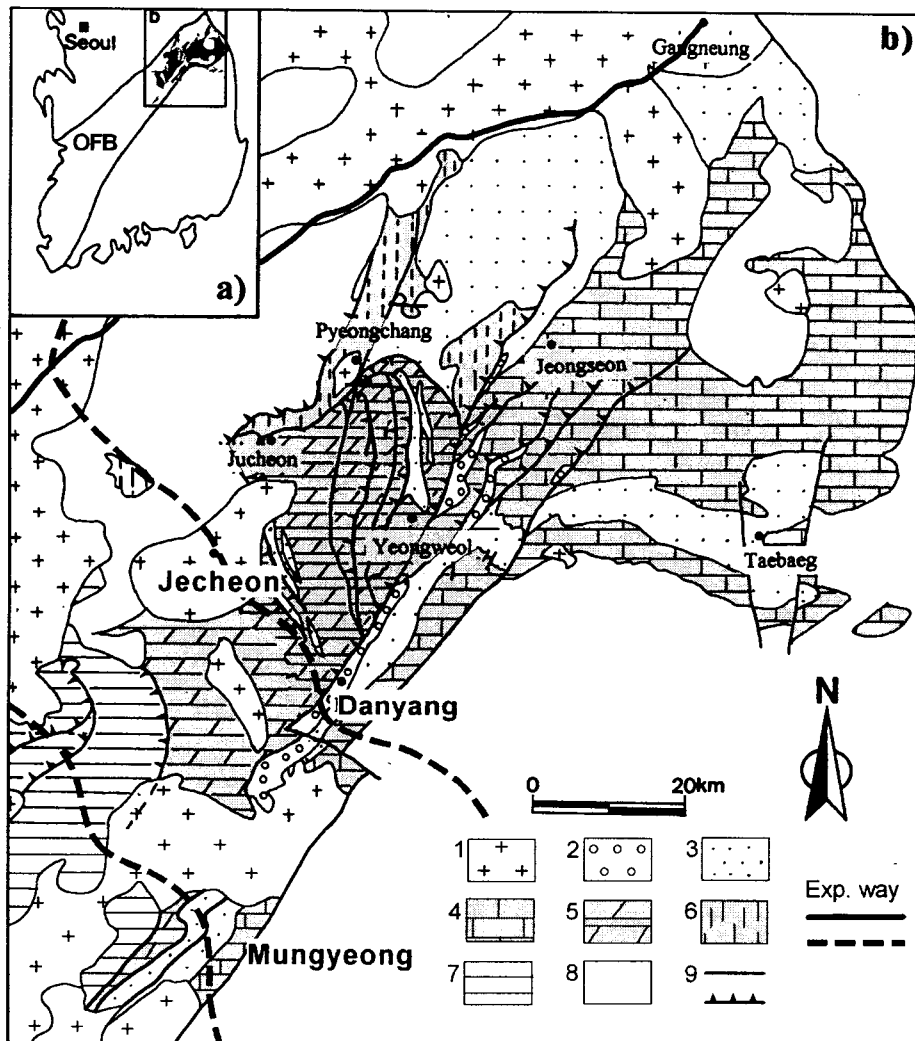 b
Seoul
OFB
a)
b)
Gangneung
Pyeongchang
Jeongseon
Jucheon
Yeongweol
Taebaeg
Jecheon
Danyang
Mungyeong
N
0 20km
1 2 3
4 5 6
7 8 9
Exp. way